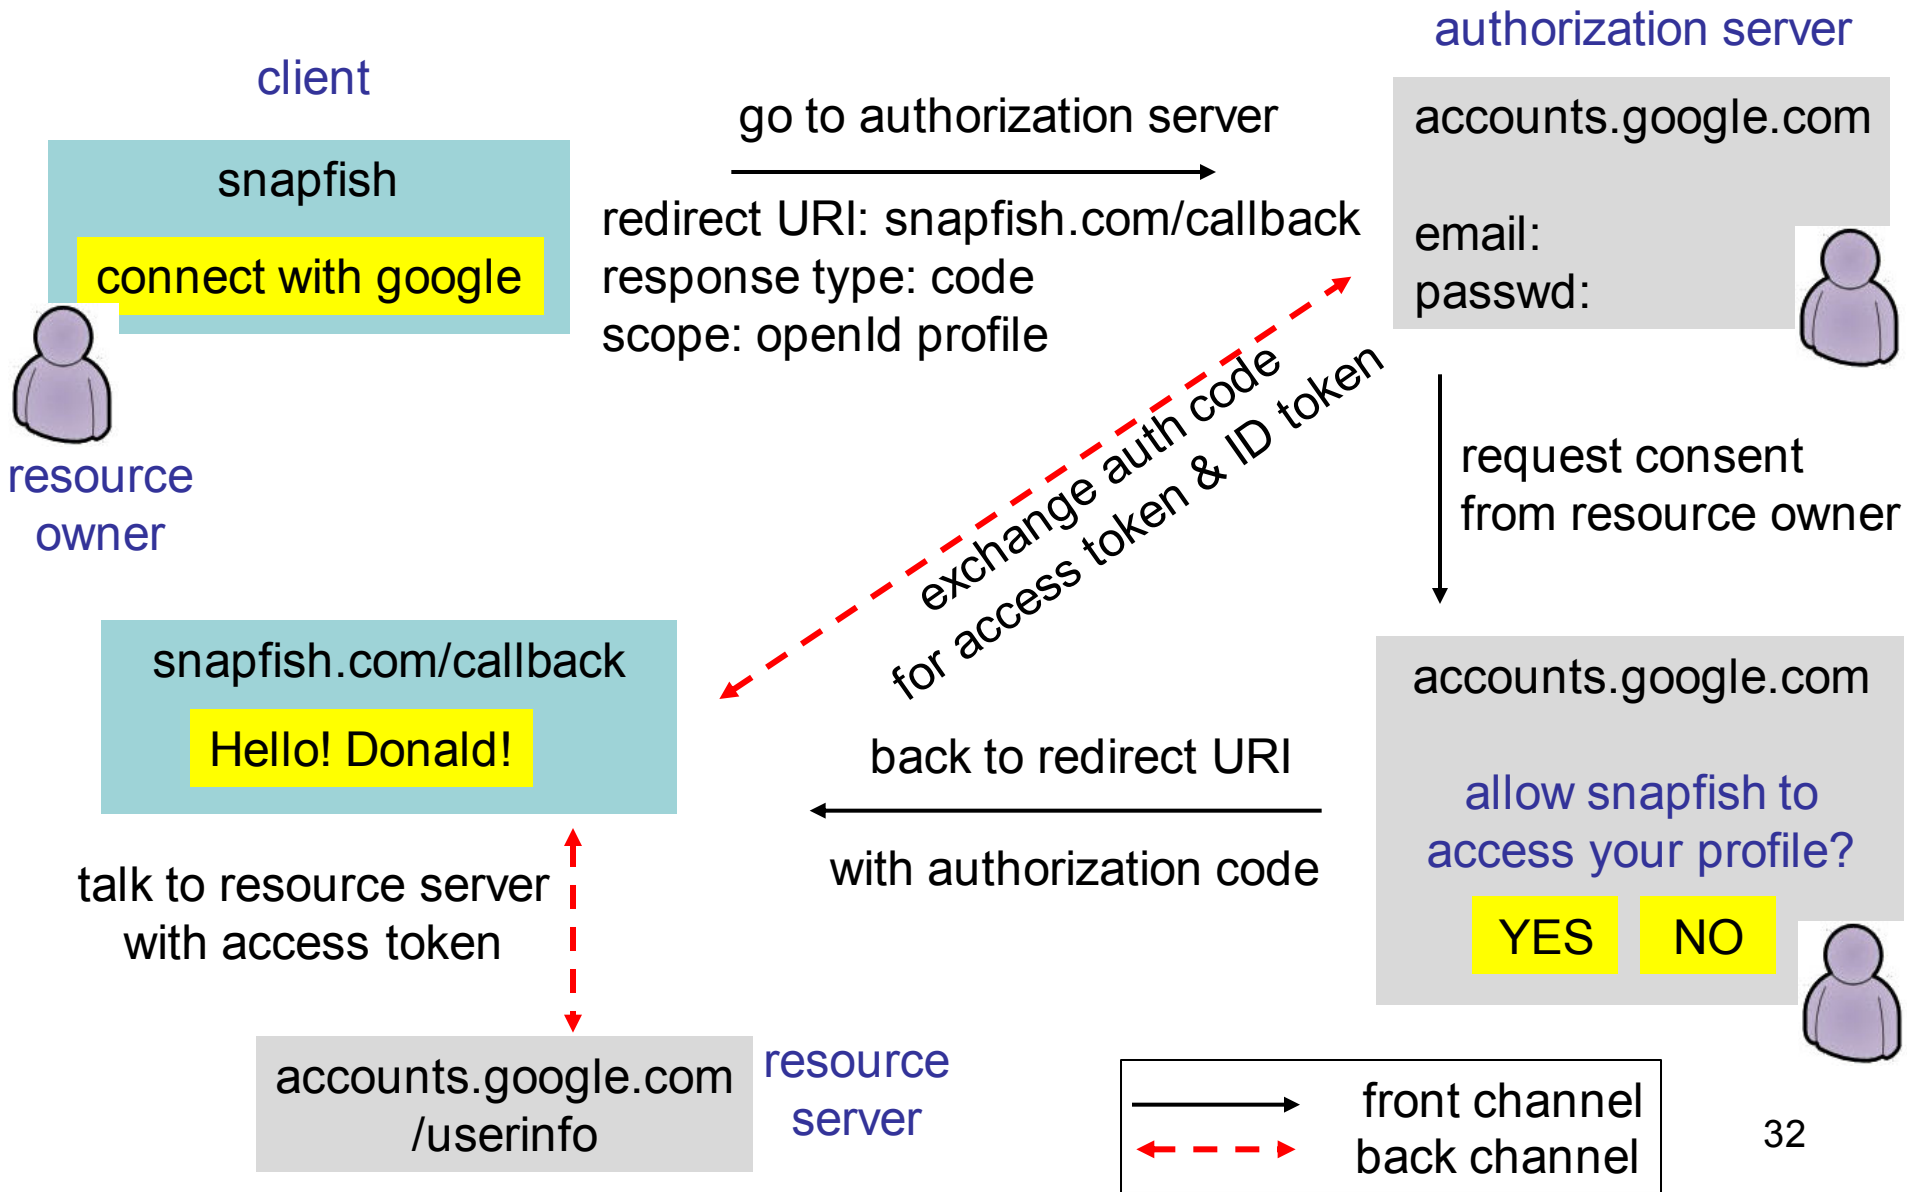 authorization server
client
go to authorization server
accounts.google.com
snapfish
redirect URI: snapfish.com/callback
email:
connect with google
response type: code
passwd:
scope: openId profile
exchange auth code
for access token & ID token
resource
owner
request consent
from resource owner
snapfish.com/callback
accounts.google.com
Hello! Donald!
back to redirect URI
allow snapfish to
access your profile?
with authorization code
talk to resource server
with access token
YES
NO
accounts.google.com
/userinfo
resource
server
front channel
back channel
32